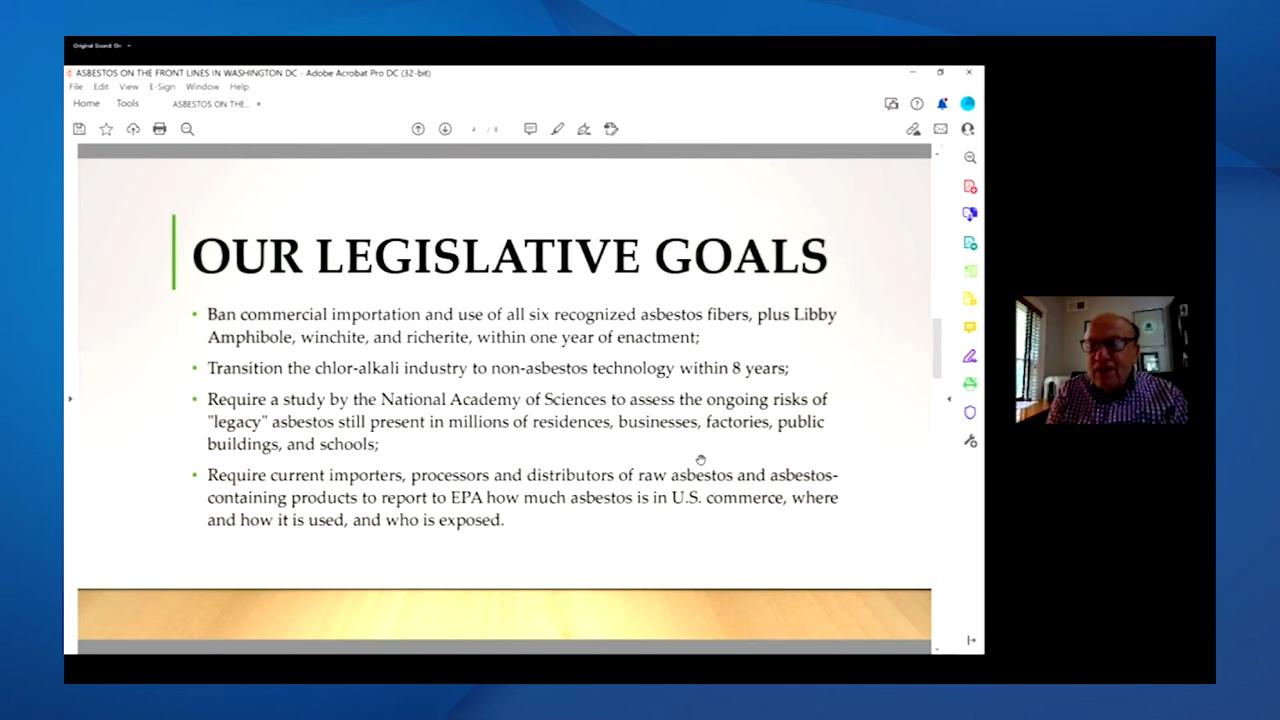 Original Sound: On
ASBESTOS ON THE FRONT LINES IN WASHINGTON DC - Adobe Acrobat Pro DC (32-bit)
File Edit View E-Sign Window Help
Home Tools ASBESTOS ON THE... ×
4 / 8
OUR LEGISLATIVE GOALS
• Ban commercial importation and use of all six recognized asbestos fibers, plus Libby
Amphibole, winchite, and richerite, within one year of enactment;
• Transition the chlor-alkali industry to non-asbestos technology within 8 years;
• Require a study by the National Academy of Sciences to assess the ongoing risks of
"legacy" asbestos still present in millions of residences, businesses, factories, public
buildings, and schools;
• Require current importers, processors and distributors of raw asbestos and asbestos-
containing products to report to EPA how much asbestos is in U.S. commerce, where
and how it is used, and who is exposed.